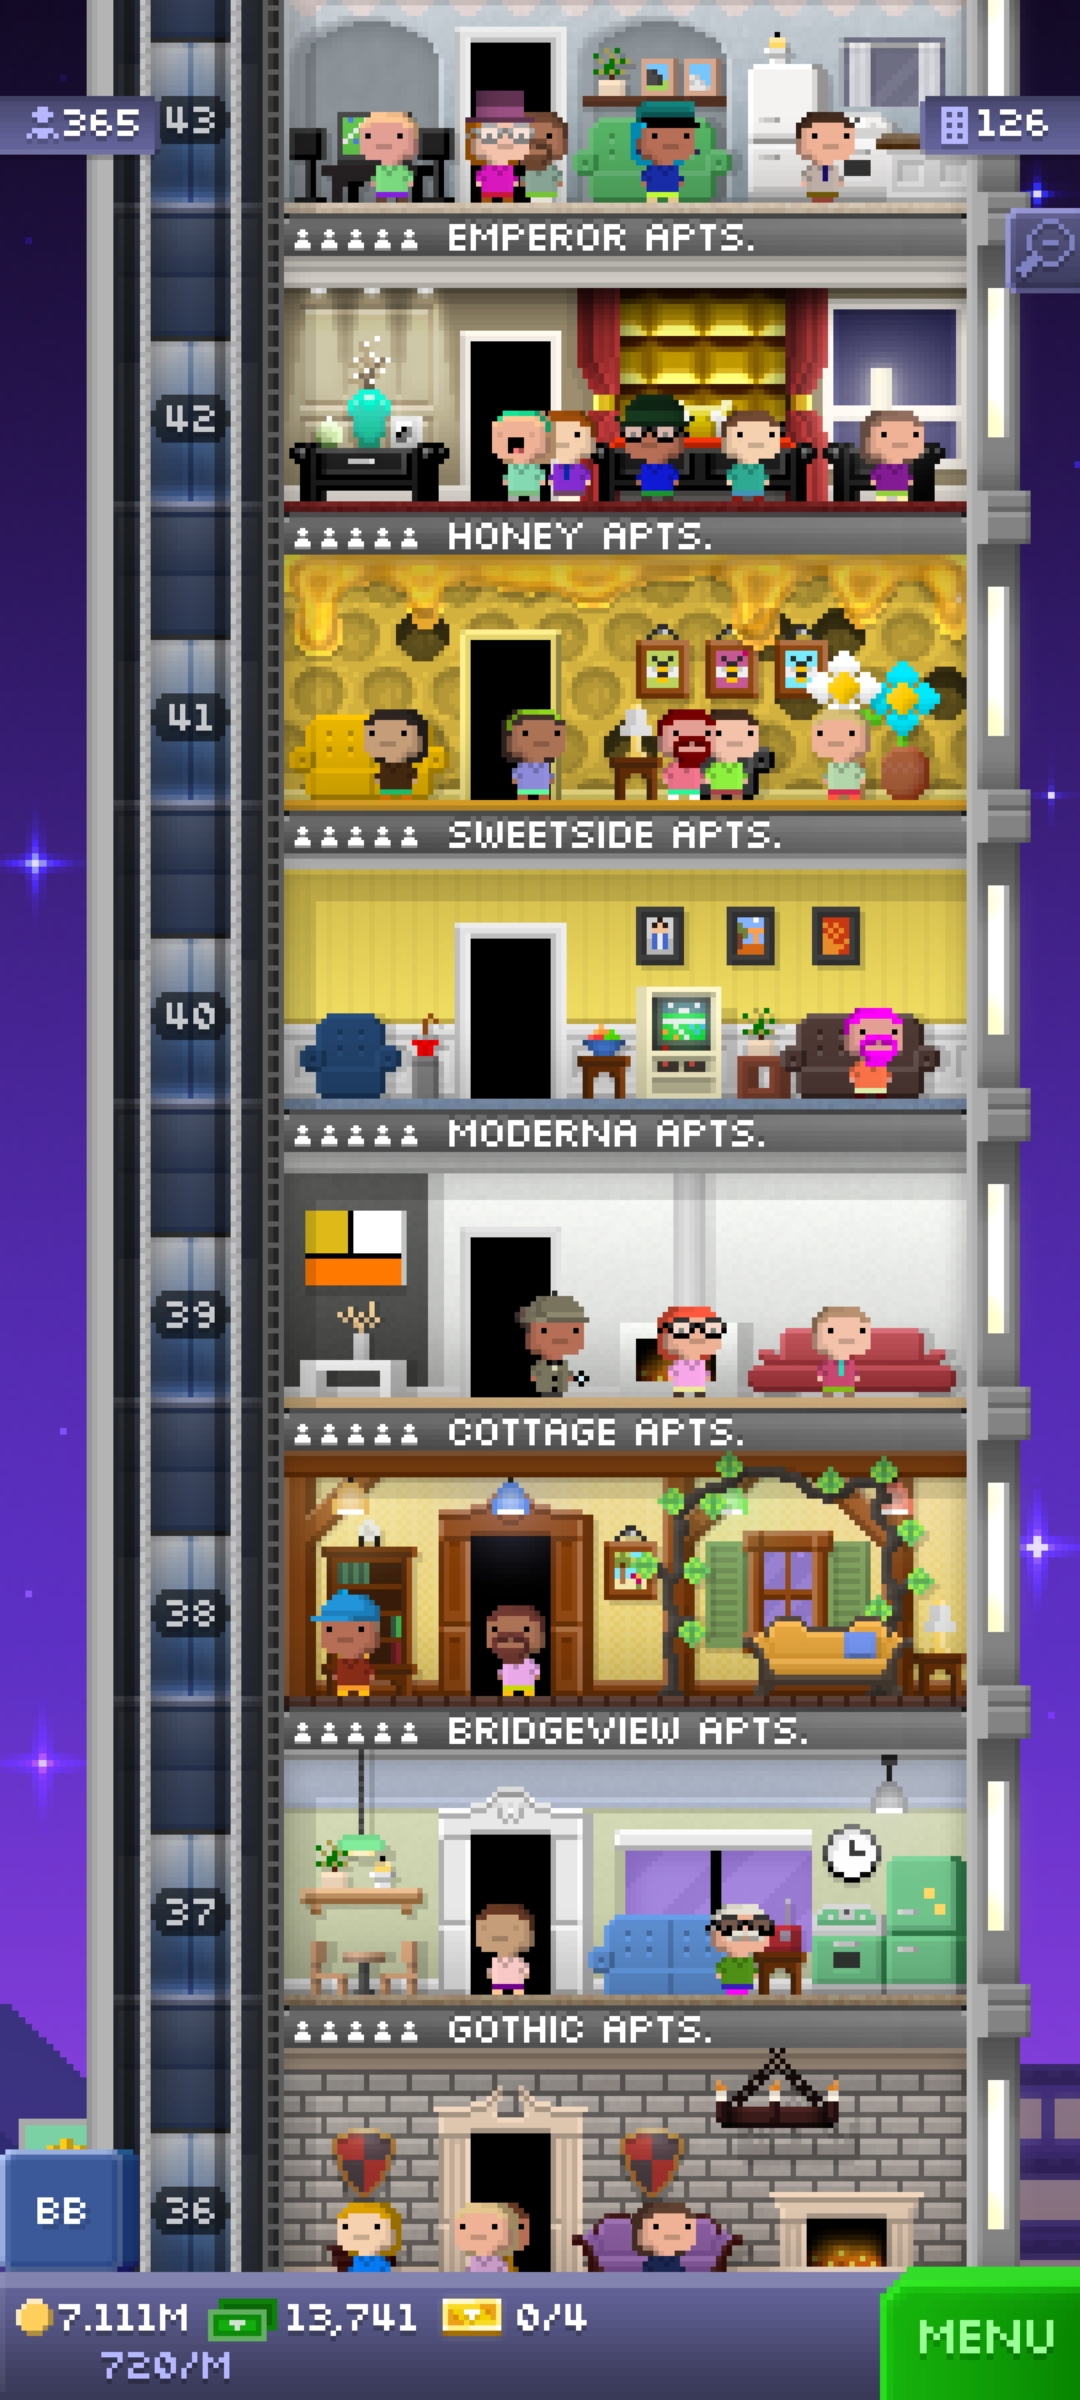 365
43
126
EMPEROR APTS.
42
HONEY APTS.
41
SWEETSIDE APTS.
40
MODERNA APTS.
39
COTTAGE APTS.
38
BRIDGEVIEW APTS.
37
GOTHIC APTS.
BB
36
7.111M 13,741 0/4
720/M
MENU